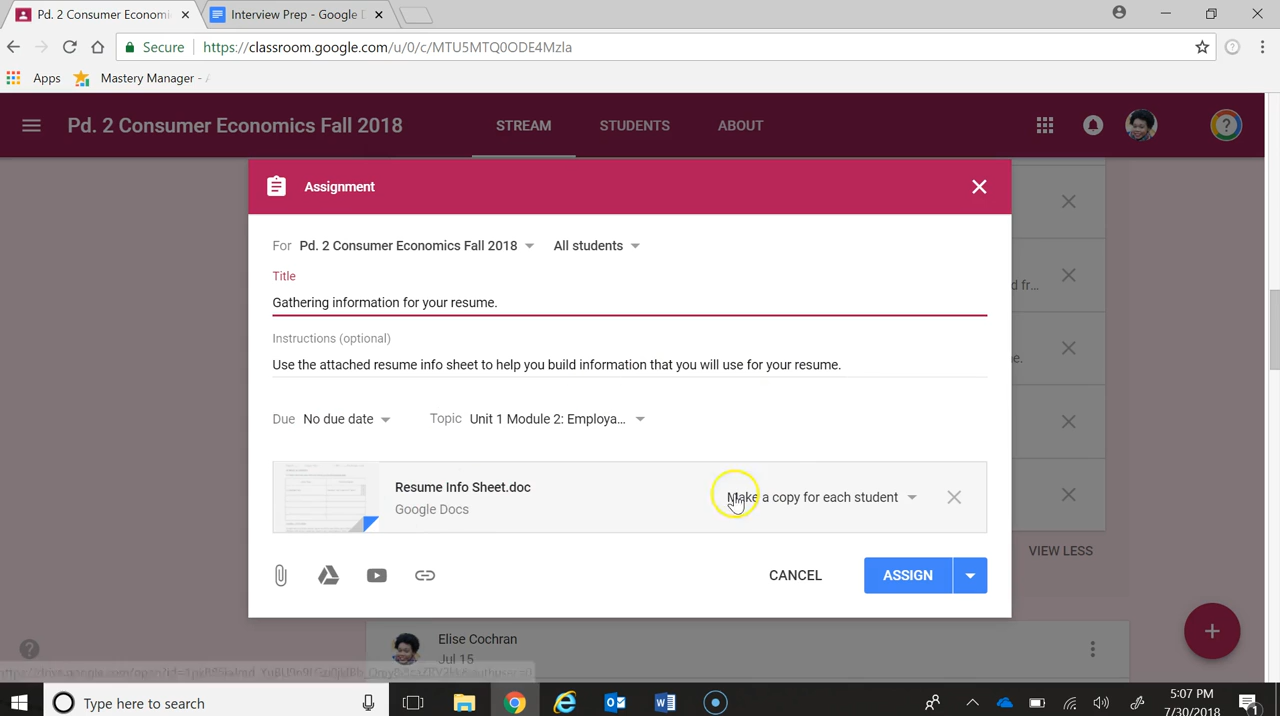 Pd. 2 Consumer Economics
Interview Prep - Google D
Secure
https://classroom.google.com/u/0/c/MTU5MTQ0ODE4Mzla
Apps
Mastery Manager -
Pd. 2 Consumer Economics Fall 2018
STREAM
STUDENTS
ABOUT
Assignment
For Pd. 2 Consumer Economics Fall 2018
All students
Title
Gathering information for your resume.
d fr...
Instructions (optional)
Use the attached resume info sheet to help you build information that you will use for your resume.
Due No due date
Topic Unit 1 Module 2: Employa...
Resume Info Sheet.doc
Google Docs
Make a copy for each student
VIEW LESS
CANCEL
ASSIGN
Elise Cochran
Jul 15
Type here to search
5:07 PM
7/30/2018
1